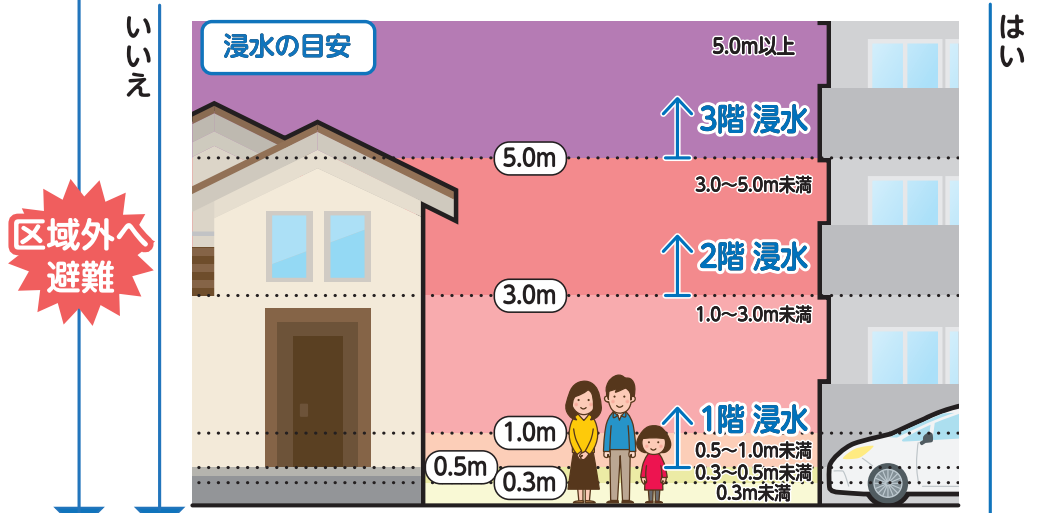 いいえ
はい
浸水の目安
5.0m以上
3階 浸水
5.0m
3.0～5.0m未満
区域外へ
避難
2階 浸水
3.0m
1.0～3.0m未満
1階 浸水
1.0m
0.5～1.0m未満
0.5m
0.3～0.5m未満
0.3m
0.3m未満